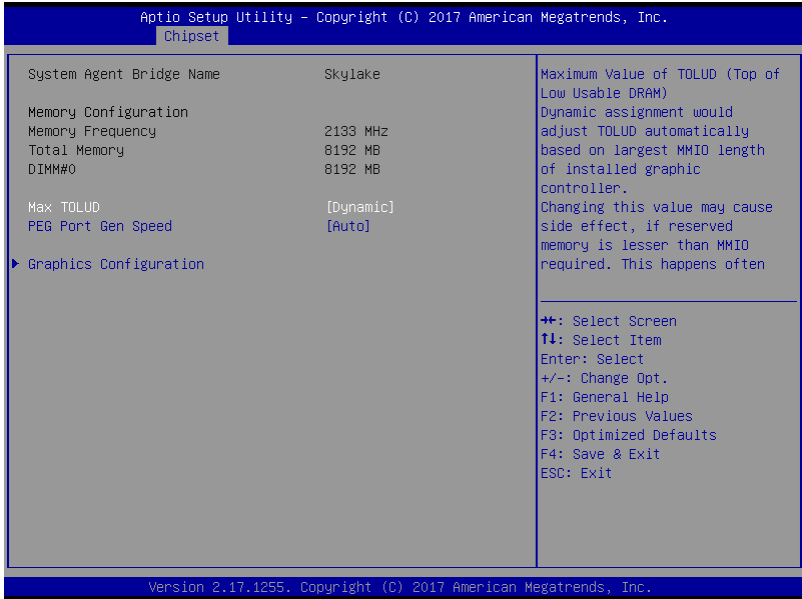 Aptio Setup Utility – Copyright (C) 2017 American Megatrends, Inc.
Chipset
System Agent Bridge Name Skylake
Memory Configuration
Memory Frequency 2133 MHz
Total Memory 8192 MB
DIMM#0 8192 MB
Max TOLUD [Dynamic]
PEG Port Gen Speed [Auto]
Graphics Configuration
Maximum Value of TOLUD (Top of
Low Usable DRAM)
Dynamic assignment would
adjust TOLUD automatically
based on largest MMIO length
of installed graphic
controller.
Changing this value may cause
side effect, if reserved
memory is lesser than MMIO
required. This happens often
→←: Select Screen
↑↓: Select Item
Enter: Select
+/–: Change Opt.
F1: General Help
F2: Previous Values
F3: Optimized Defaults
F4: Save & Exit
ESC: Exit
Version 2.17.1255. Copyright (C) 2017 American Megatrends, Inc.